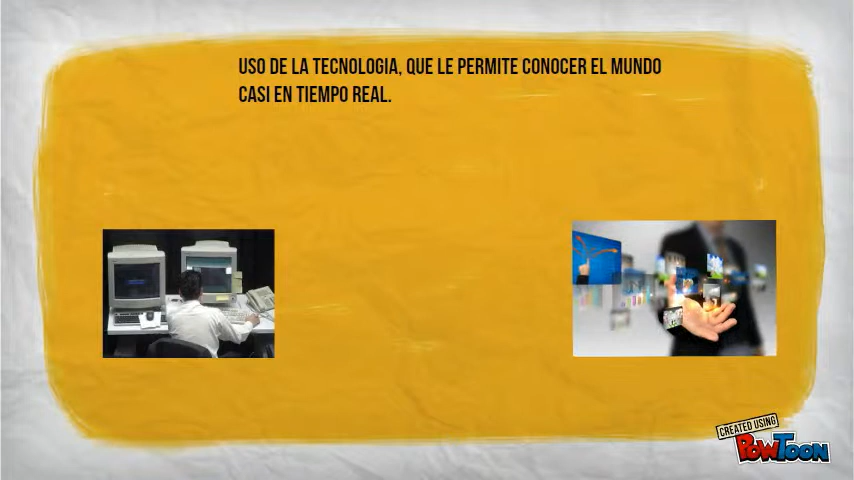 USO DE LA TECNOLOGIA, QUE LE PERMITE CONOCER EL MUNDO
CASI EN TIEMPO REAL.
CREATED USING
POWTOON